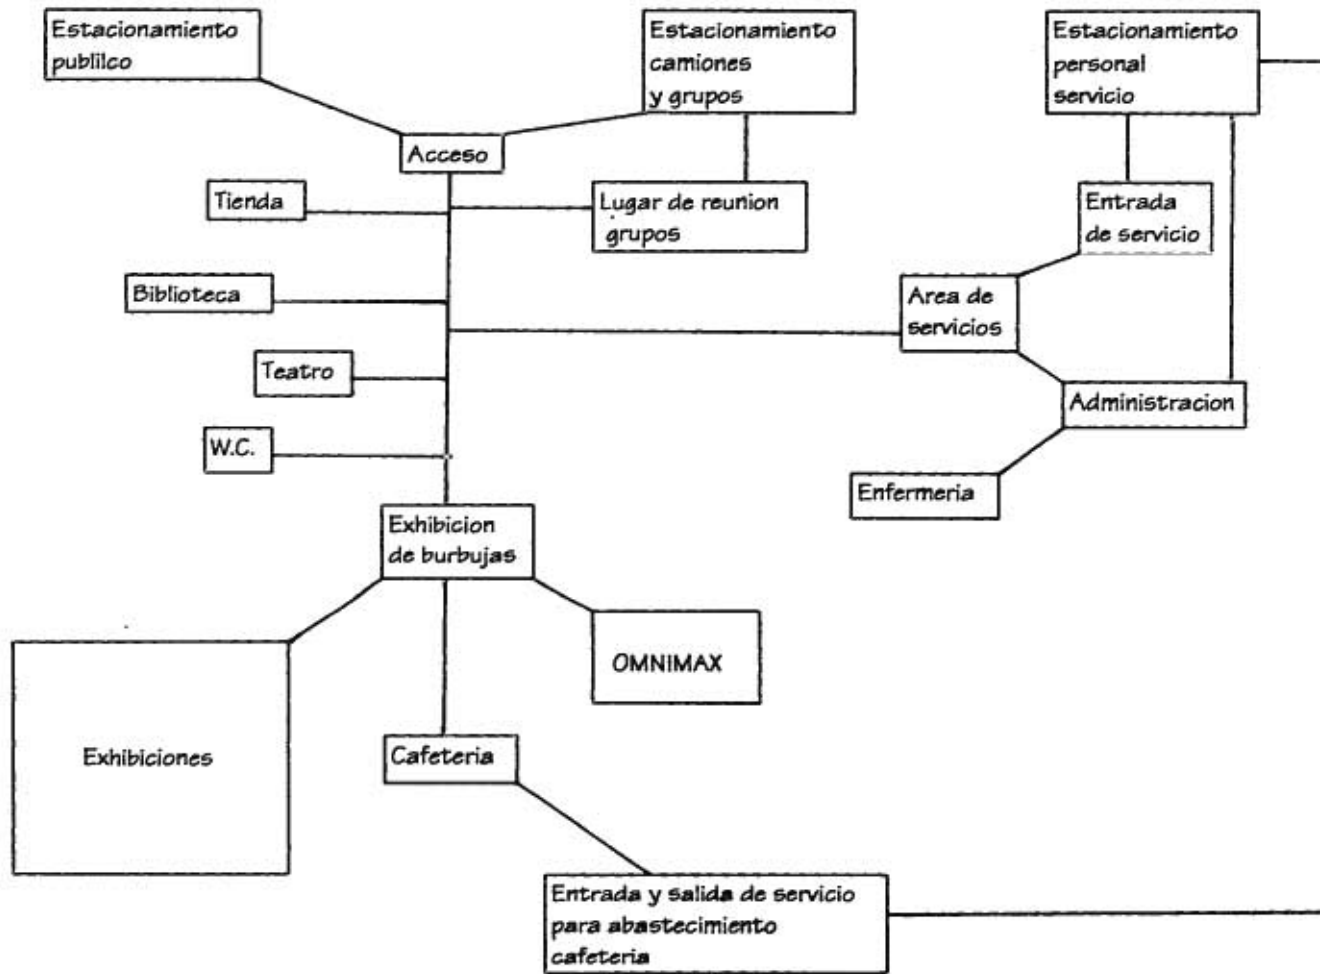 Estacionamiento
publilco
Estacionamiento
camiones
y grupos
Estacionamiento
personal
servicio
Acceso
Tienda
Lugar de reunion
grupos
Entrada
de servicio
Biblioteca
Area de
servicios
Teatro
Administracion
W.C.
Enfermeria
Exhibicion
de burbujas
OMNIMAX
Exhibiciones
Cafeteria
Entrada y salida de servicio
para abastecimiento
cafeteria